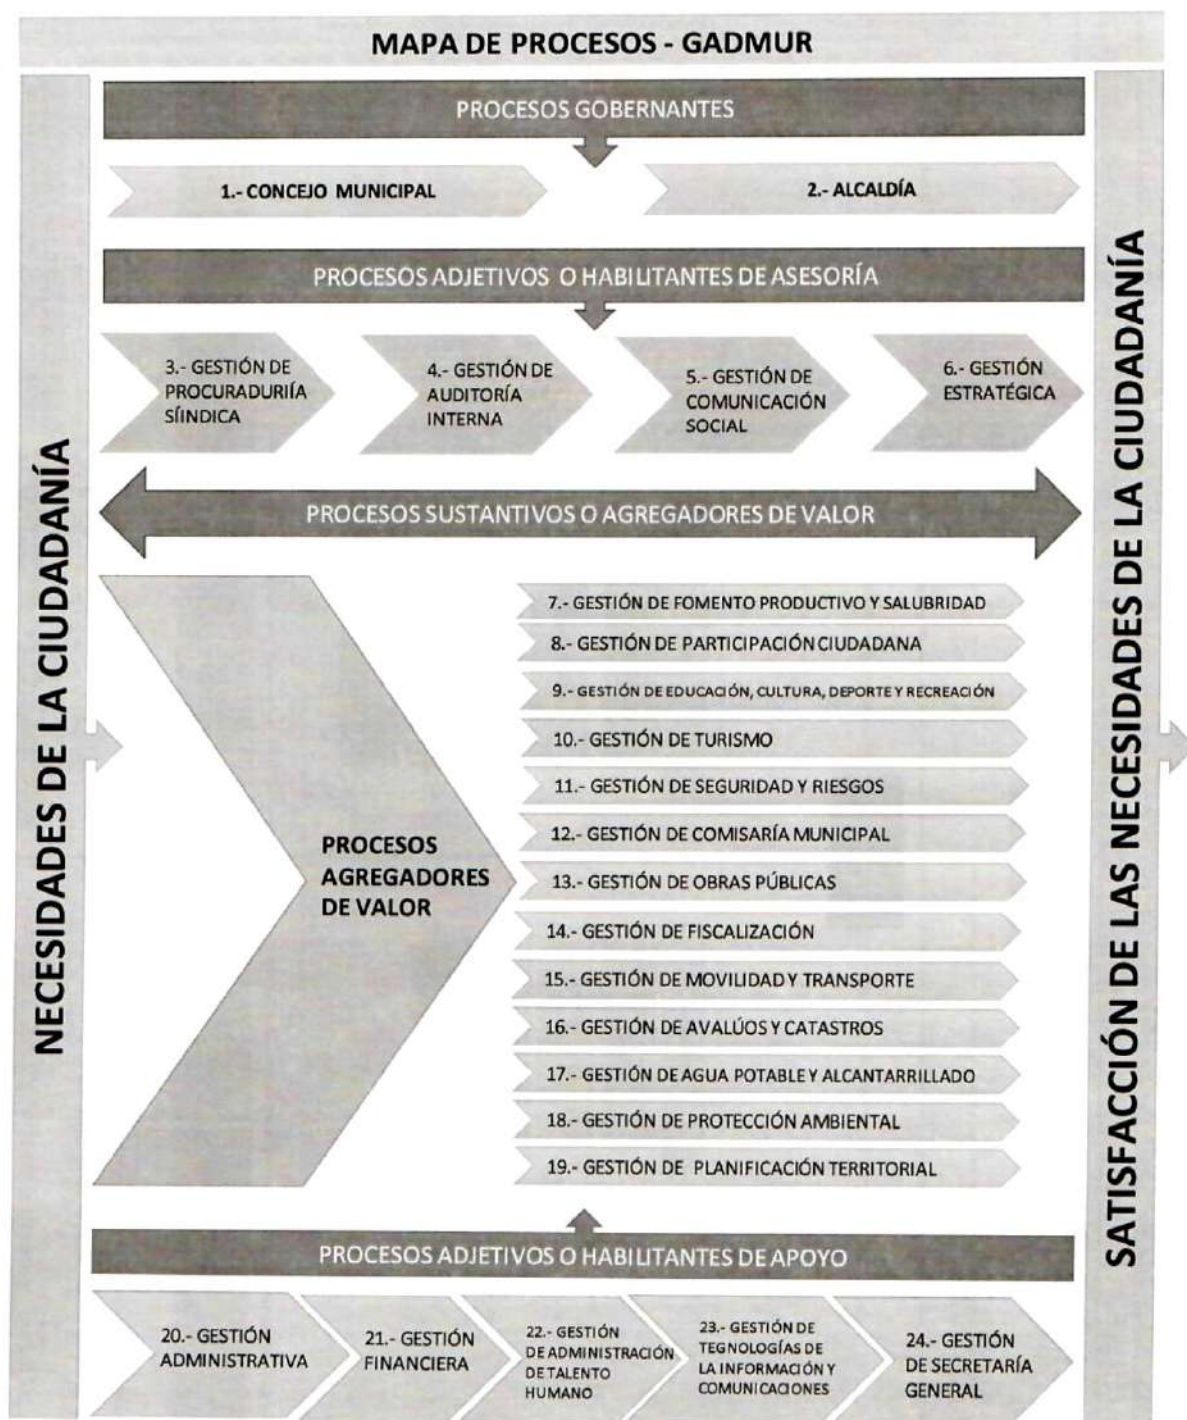 MAPA DE PROCESOS - GADMUR
NECESIDADES DE LA CIUDADANÍA
PROCESOS GOBERNANTES
1.- CONCEJO MUNICIPAL
2.- ALCALDÍA
PROCESOS ADJETIVOS O HABILITANTES DE ASESORÍA
3.- GESTIÓN DE
PROCURADURIÍA
SÍINDICA
4.- GESTIÓN DE
AUDITORÍA
INTERNA
5.- GESTIÓN DE
COMUNICACIÓN
SOCIAL
6.- GESTIÓN
ESTRATÉGICA
PROCESOS SUSTANTIVOS O AGREGADORES DE VALOR
PROCESOS
AGREGADORES
DE VALOR
7.- GESTIÓN DE FOMENTO PRODUCTIVO Y SALUBRIDAD
8.- GESTIÓN DE PARTICIPACIÓN CIUDADANA
9.- GESTIÓN DE EDUCACIÓN, CULTURA, DEPORTE Y RECREACIÓN
10.- GESTIÓN DE TURISMO
11.- GESTIÓN DE SEGURIDAD Y RIESGOS
12.- GESTIÓN DE COMISARÍA MUNICIPAL
13.- GESTIÓN DE OBRAS PÚBLICAS
14.- GESTIÓN DE FISCALIZACIÓN
15.- GESTIÓN DE MOVILIDAD Y TRANSPORTE
16.- GESTIÓN DE AVALÚOS Y CATASTROS
17.- GESTIÓN DE AGUA POTABLE Y ALCANTARRILLADO
18.- GESTIÓN DE PROTECCIÓN AMBIENTAL
19.- GESTIÓN DE PLANIFICACIÓN TERRITORIAL
PROCESOS ADJETIVOS O HABILITANTES DE APOYO
20.- GESTIÓN
ADMINISTRATIVA
21.- GESTIÓN
FINANCIERA
22.- GESTIÓN
DE ADMINISTRACIÓN
DE TALENTO
HUMANO
23.- GESTIÓN DE
TEGNOLOGÍAS DE
LA INFORMACIÓN Y
COMUNICACIONES
24.- GESTIÓN
DE SECRETARÍA
GENERAL
SATISFACCIÓN DE LAS NECESIDADES DE LA CIUDADANÍA